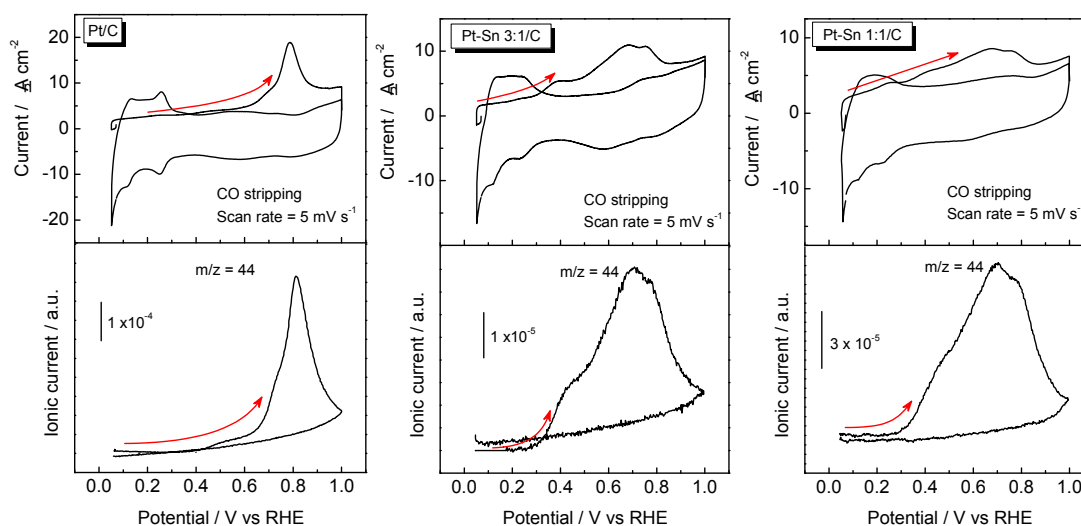 Pt/C
Current / A cm-2
20
10
0
-10
-20
CO stripping
Scan rate = 5 mV s-1
m/z = 44
1 x10-4
Ionic current / a.u.
0.0 0.2 0.4 0.6 0.8 1.0
Potential / V vs RHE
Pt-Sn 3:1/C
Current / A cm-2
10
0
-10
CO stripping
Scan rate = 5 mV s-1
m/z = 44
1 x10-5
Ionic current / a.u.
0.0 0.2 0.4 0.6 0.8 1.0
Potential / V vs RHE
Pt-Sn 1:1/C
Current / A cm-2
10
0
-10
CO stripping
Scan rate = 5 mV s-1
m/z = 44
3 x 10-5
Ionic current / a.u.
0.0 0.2 0.4 0.6 0.8 1.0
Potential / V vs RHE